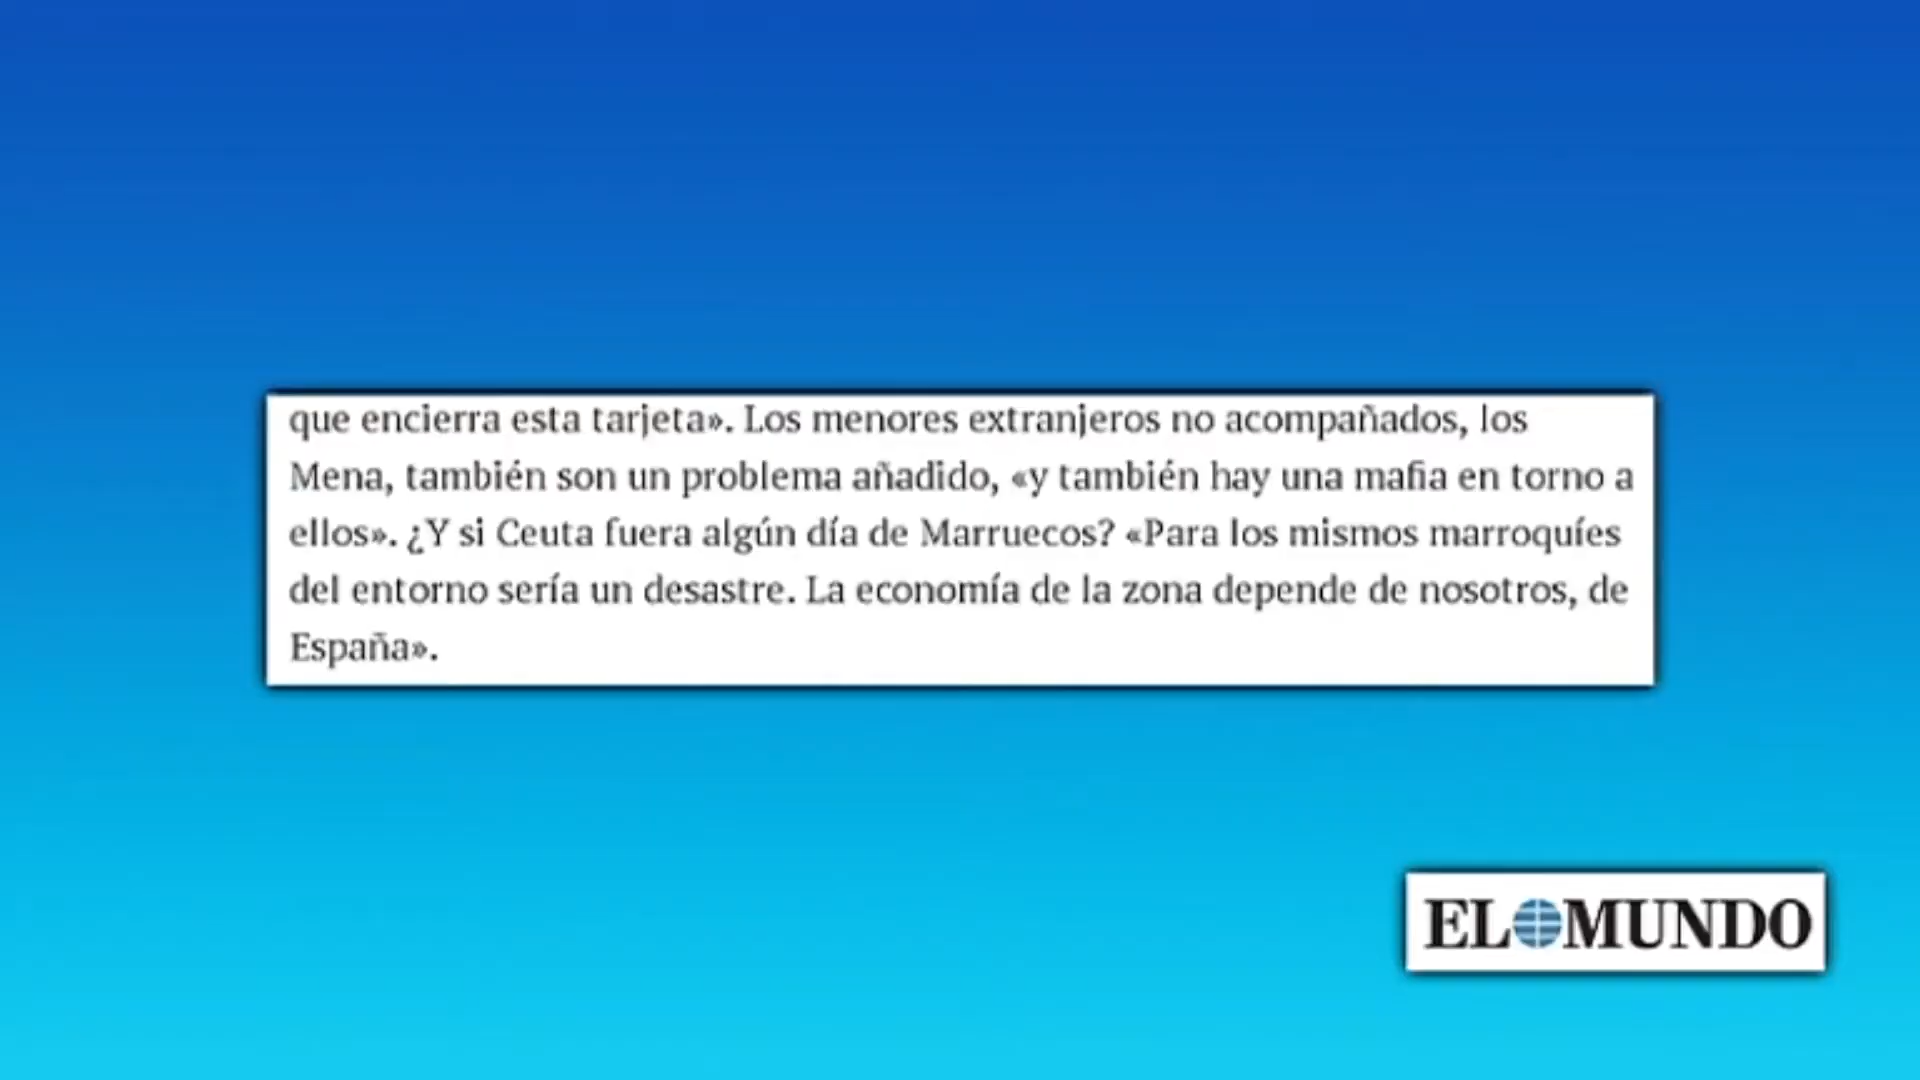 que encierra esta tarjeta». Los menores extranjeros no acompañados, los
Mena, también son un problema añadido, «y también hay una mafia en torno a
ellos». ¿Y si Ceuta fuera algún día de Marruecos? «Para los mismos marroquíes
del entorno sería un desastre. La economía de la zona depende de nosotros, de
España».
EL MUNDO